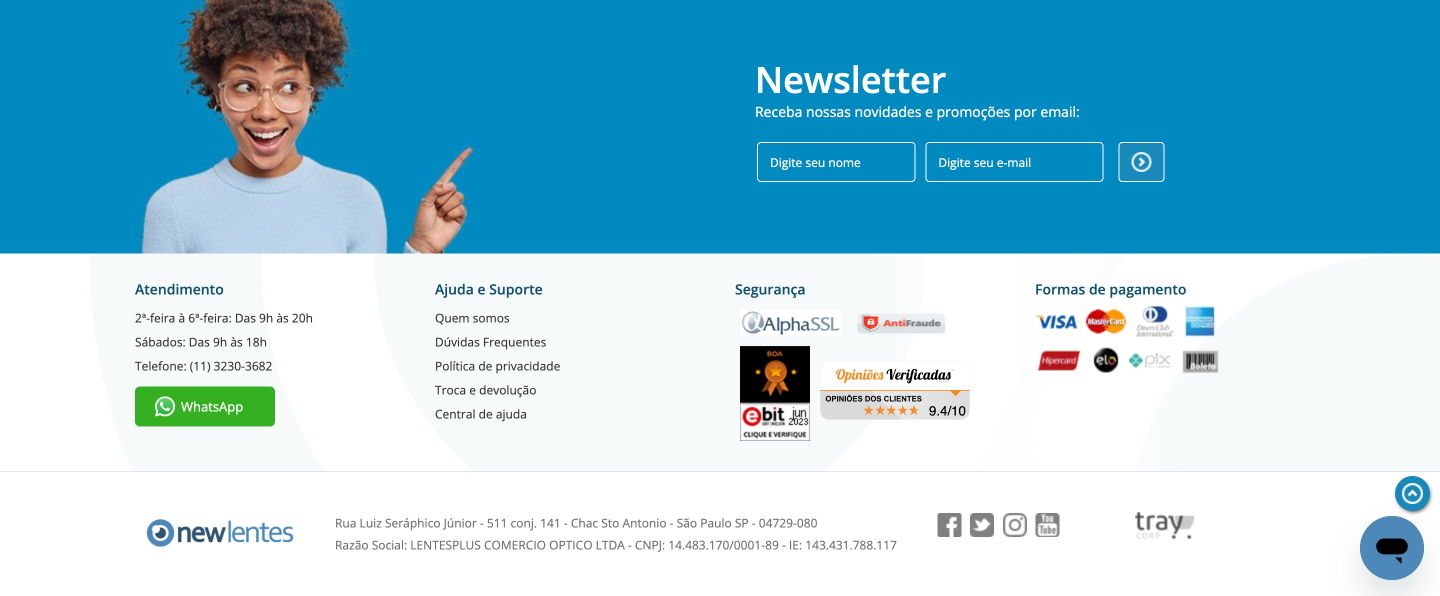 Newsletter
Receba nossas novidades e promoções por email:
Digite seu nome
Digite seu e-mail
Atendimento
2ª-feira à 6ª-feira: Das 9h às 20h
Sábados: Das 9h às 18h
Telefone: (11) 3230-3682
WhatsApp
Ajuda e Suporte
Quem somos
Dúvidas Frequentes
Política de privacidade
Troca e devolução
Central de ajuda
Segurança
AlphaSSL
AntiFraude
BOA
ebit
jun
2023
CLIQUE E VERIFIQUE
Opiniões Verificadas
OPINIÕES DOS CLIENTES
9.4/10
Formas de pagamento
VISA
MasterCard
Diners Club
International
Hipercard
elo
pix
Boleto
newlentes
Rua Luiz Seráphico Júnior - 511 conj. 141 - Chac Sto Antonio - São Paulo SP - 04729-080
Razão Social: LENTESPLUS COMERCIO OPTICO LTDA - CNPJ: 14.483.170/0001-89 - IE: 143.431.788.117
You
Tube
tray
CORP